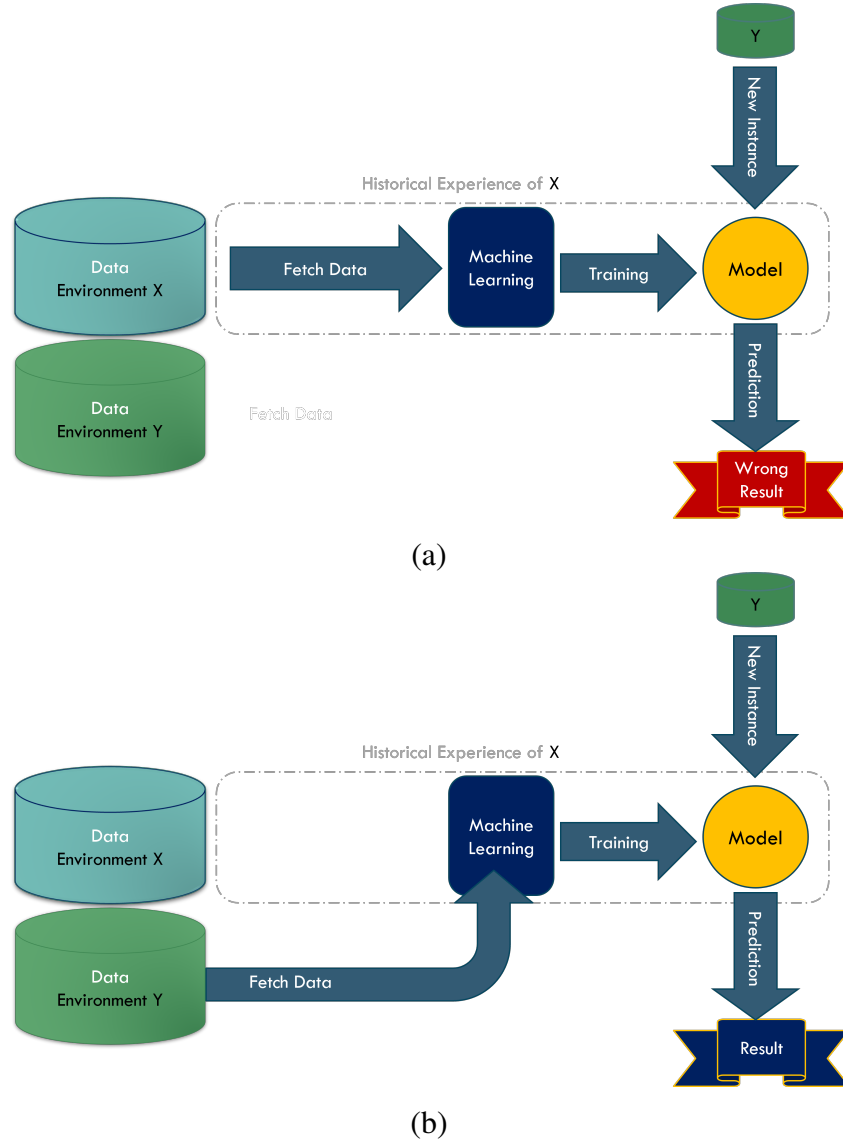 Y
New Instance
Historical Experience of X
Data
Environment X
Fetch Data
Machine
Learning
Training
Model
Prediction
Data
Environment Y
Fetch Data
Wrong
Result
(a)
Y
New Instance
Historical Experience of X
Data
Environment X
Machine
Learning
Training
Model
Prediction
Data
Environment Y
Fetch Data
Result
(b)